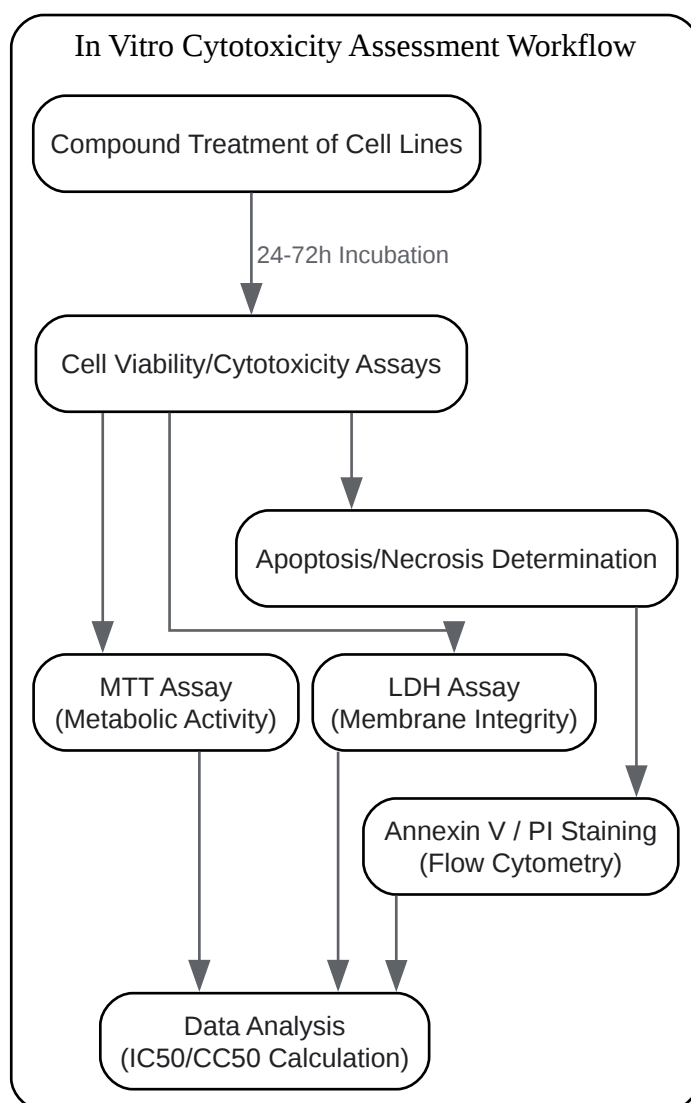 In Vitro Cytotoxicity Assessment Workflow
Compound Treatment of Cell Lines
24-72h Incubation
Cell Viability/Cytotoxicity Assays
Apoptosis/Necrosis Determination
MTT Assay
(Metabolic Activity)
LDH Assay
(Membrane Integrity)
Annexin V / PI Staining
(Flow Cytometry)
Data Analysis
(IC50/CC50 Calculation)